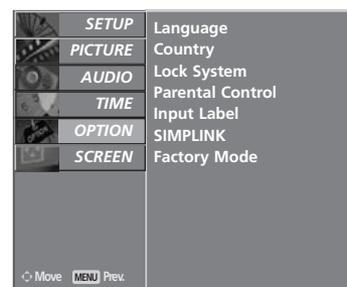 SETUP
PICTURE
AUDIO
TIME
OPTION
SCREEN
Language
Country
Lock System
Parental Control
Input Label
SIMPLINK
Factory Mode
Move MENU Prev.